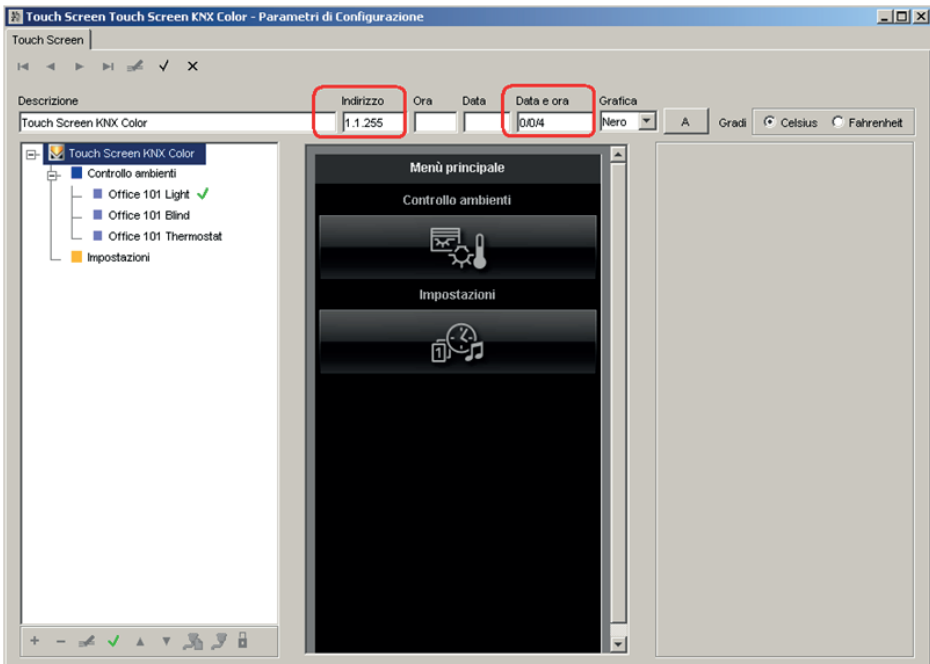 Touch Screen Touch Screen KNX Color - Parametri di Configurazione
Touch Screen
Descrizione Indirizzo Ora Data Data e ora Grafica
Touch Screen KNX Color 1.1.255 0/0/4 Nero A Gradi Celsius Fahrenheit
Touch Screen KNX Color
Controllo ambienti
Office 101 Light
Office 101 Blind
Office 101 Thermostat
Impostazioni
Menù principale
Controllo ambienti
Impostazioni
1